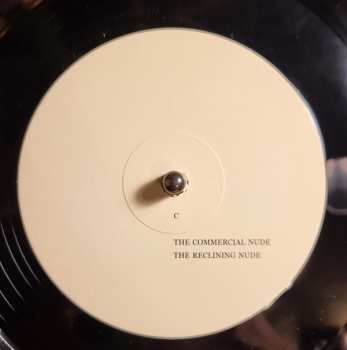 C
THE COMMERCIAL NUDE
THE RECLINING NUDE